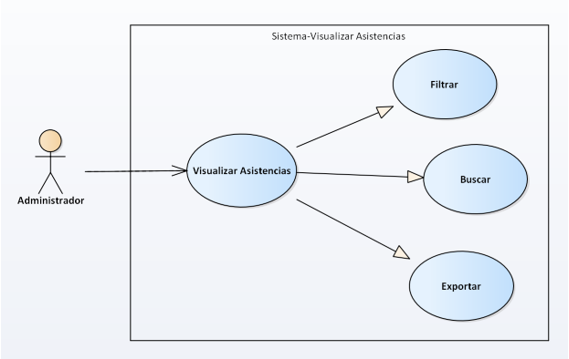 Sistema-Visualizar Asistencias
Filtrar
Visualizar Asistencias
Buscar
Administrador
Exportar